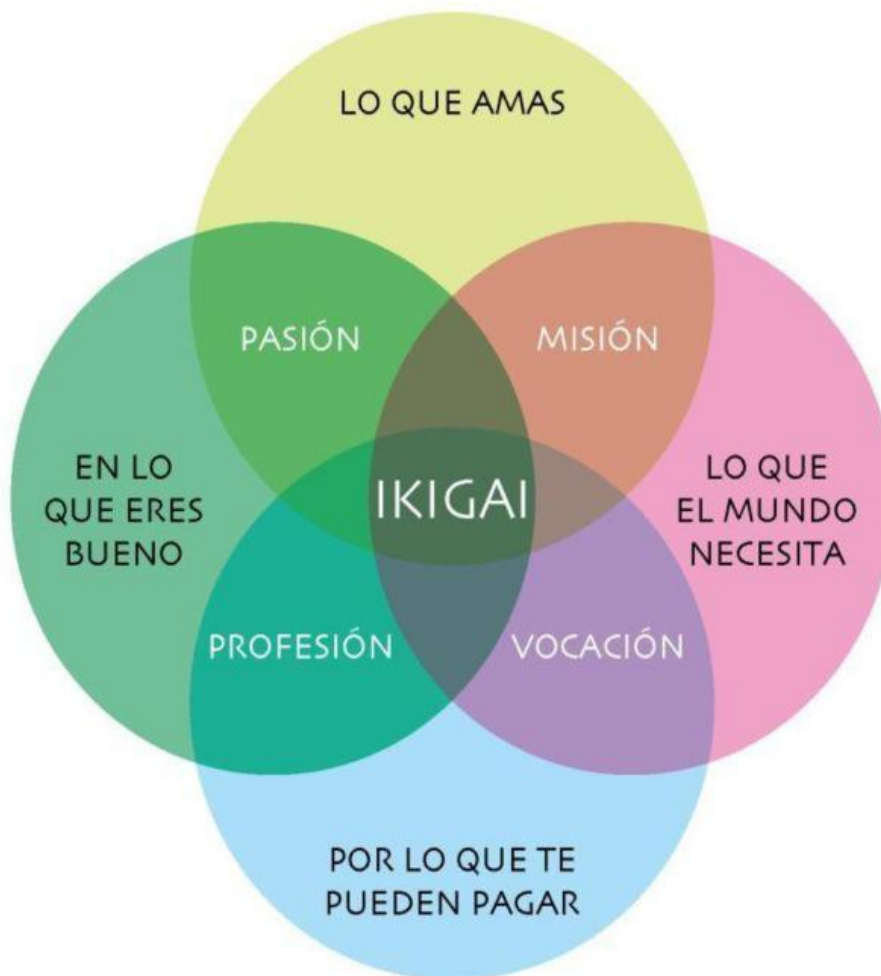 LO QUE AMAS
PASIÓN
MISIÓN
EN LO
QUE ERES
BUENO
IKIGAI
LO QUE
EL MUNDO
NECESITA
PROFESIÓN
VOCACIÓN
POR LO QUE TE
PUEDEN PAGAR